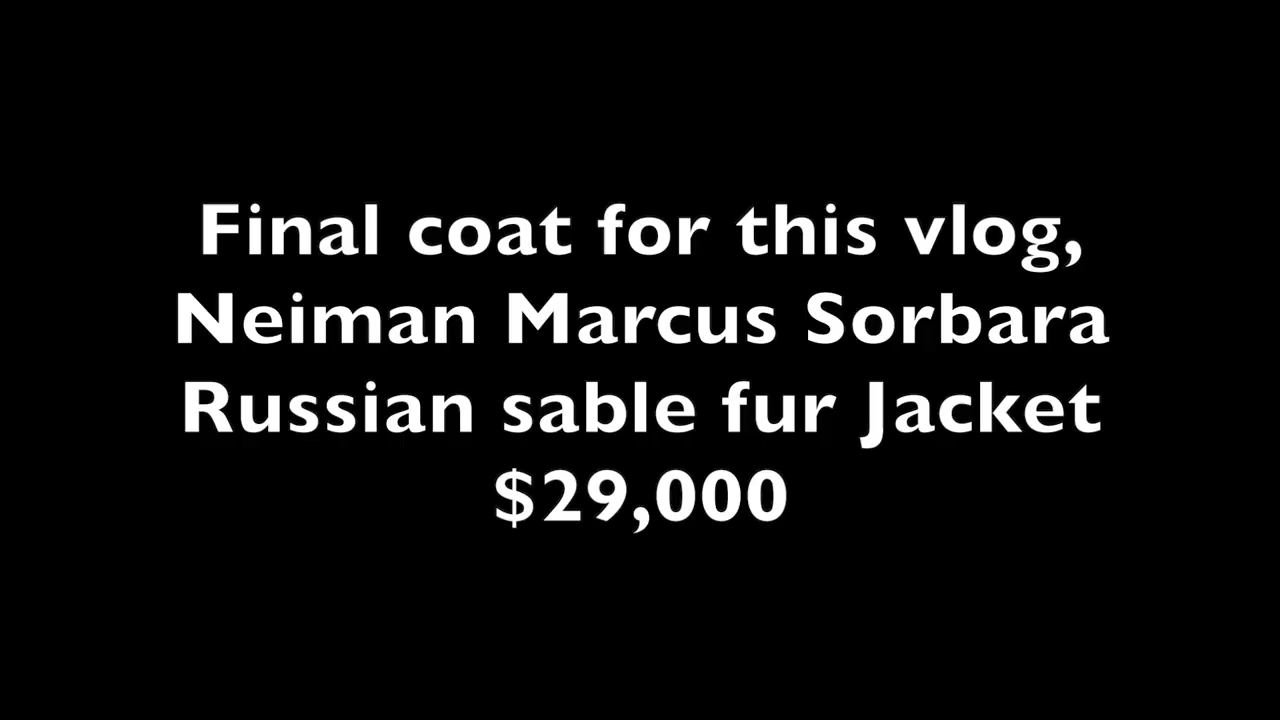 Final coat for this vlog,
Neiman Marcus Sorbara
Russian sable fur Jacket
$29,000